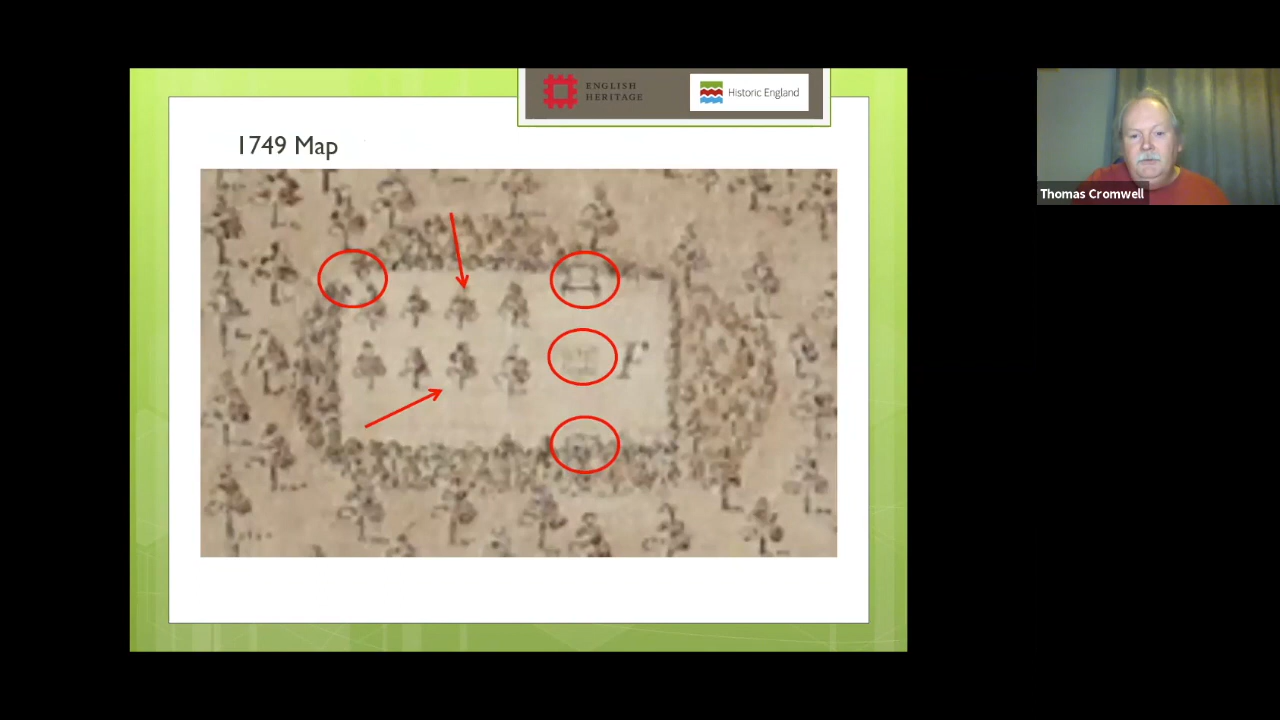 ENGLISH
HERITAGE
Historic England
1749 Map
F
Thomas Cromwell